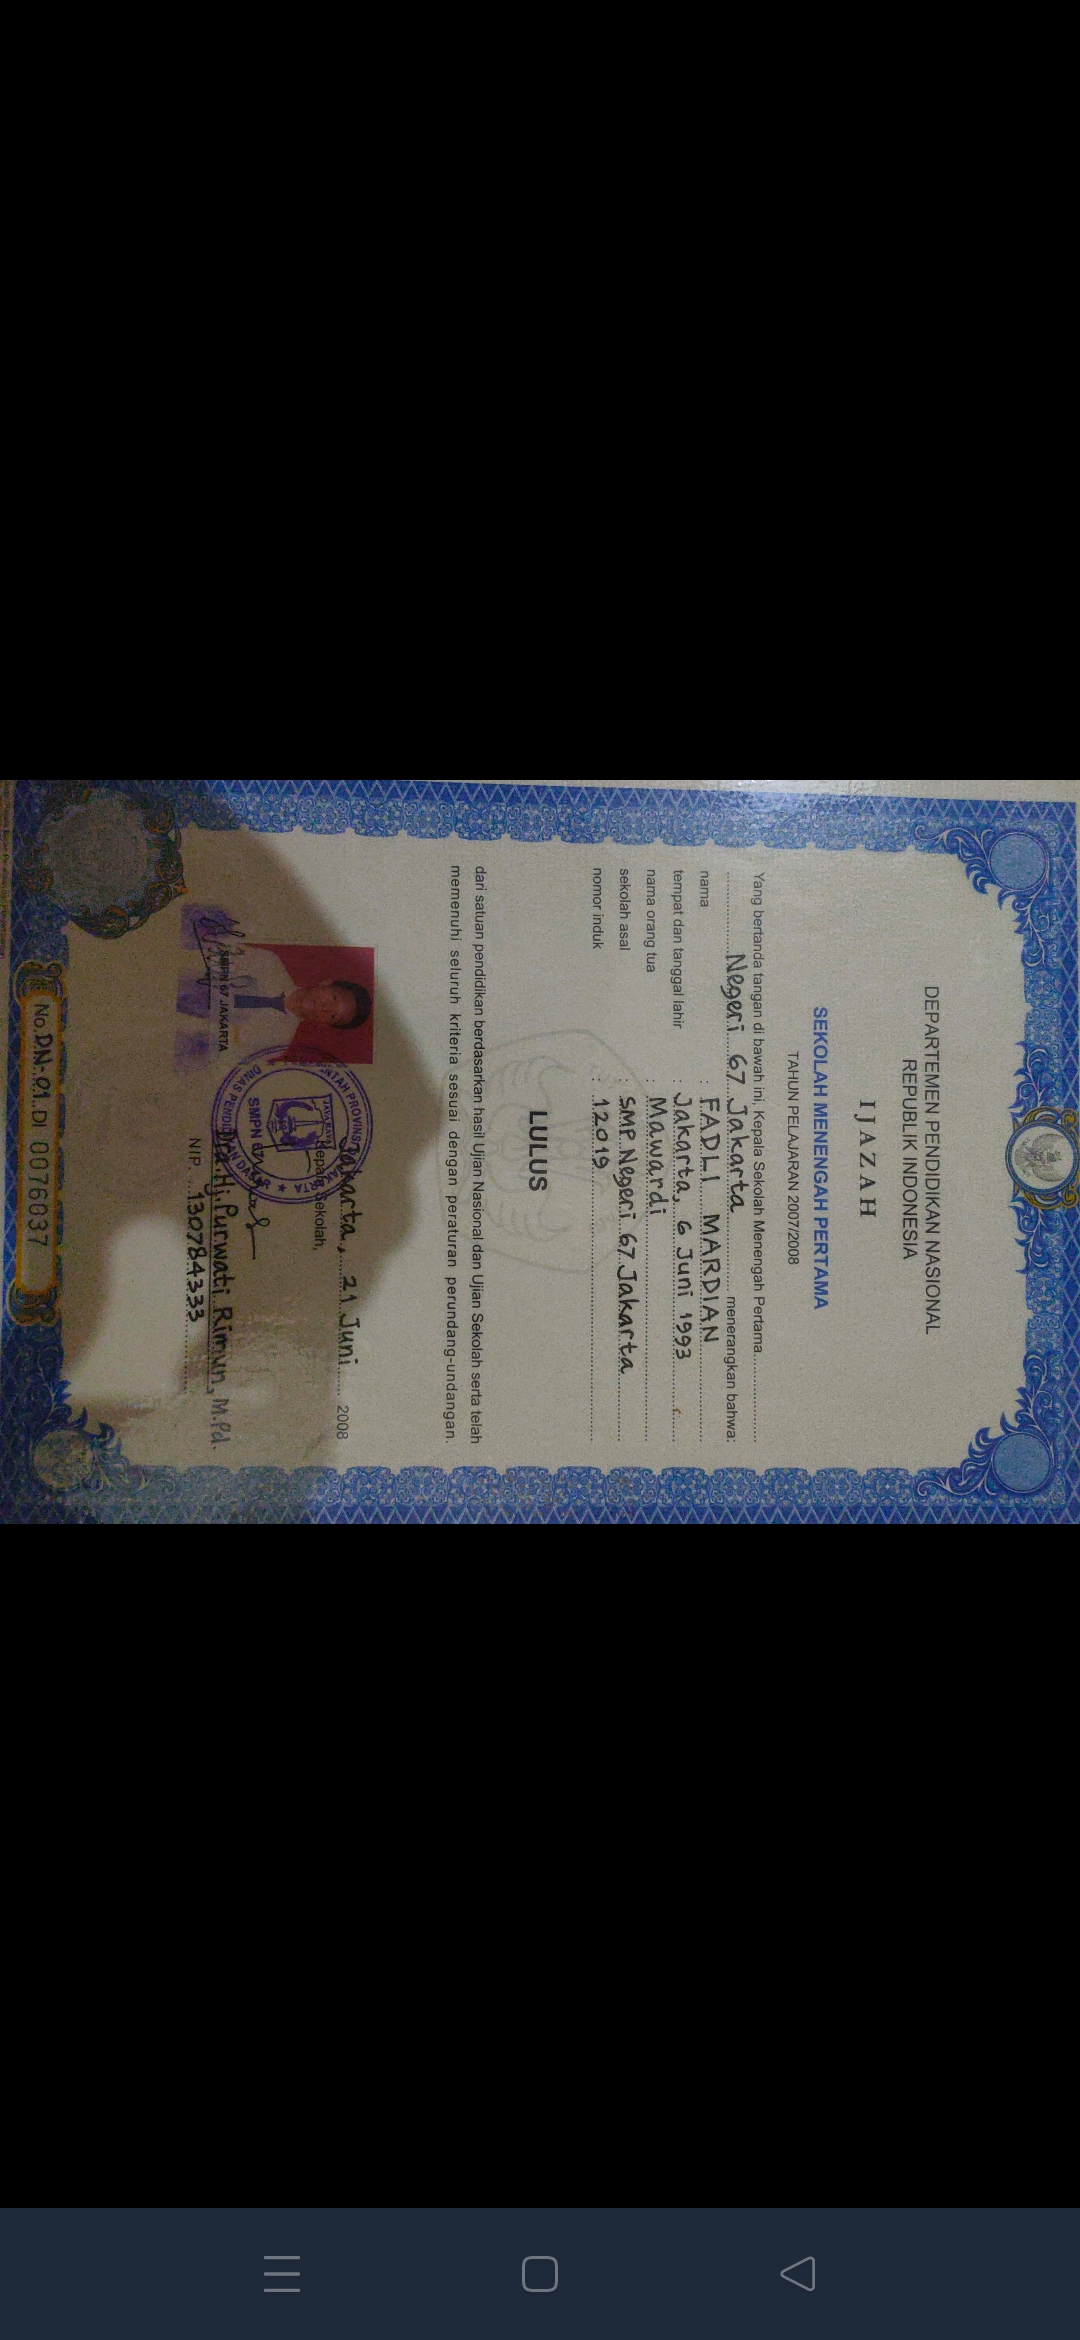 DEPARTEMEN PENDIDIKAN NASIONAL
REPUBLIK INDONESIA
IJAZAH
SEKOLAH MENENGAH PERTAMA
TAHUN PELAJARAN 2007/2008
Yang bertanda tangan di bawah ini, Kepala Sekolah Menengah Pertama
Negeri 67 Jakarta menerangkan bahwa:
nama : FADLI MARDIAN
tempat dan tanggal lahir : Jakarta, 6 Juni 1993
nama orang tua : Mawardi
sekolah asal : SMP Negeri 67 Jakarta
nomor induk : 12019
LULUS
dari satuan pendidikan berdasarkan hasil Ujian Nasional dan Ujian Sekolah serta telah
memenuhi seluruh kriteria sesuai dengan peraturan perundang-undangan.
Jakarta, 21 Juni 2008
Kepala Sekolah,
SMPN 67
DINAS PENDIDIKAN DASAR
SMPN 67 JAKARTA
Dra. Hj. Purwati Rimun, M.Pd.
NIP. 130784333
No. DN-01 DI 0076037